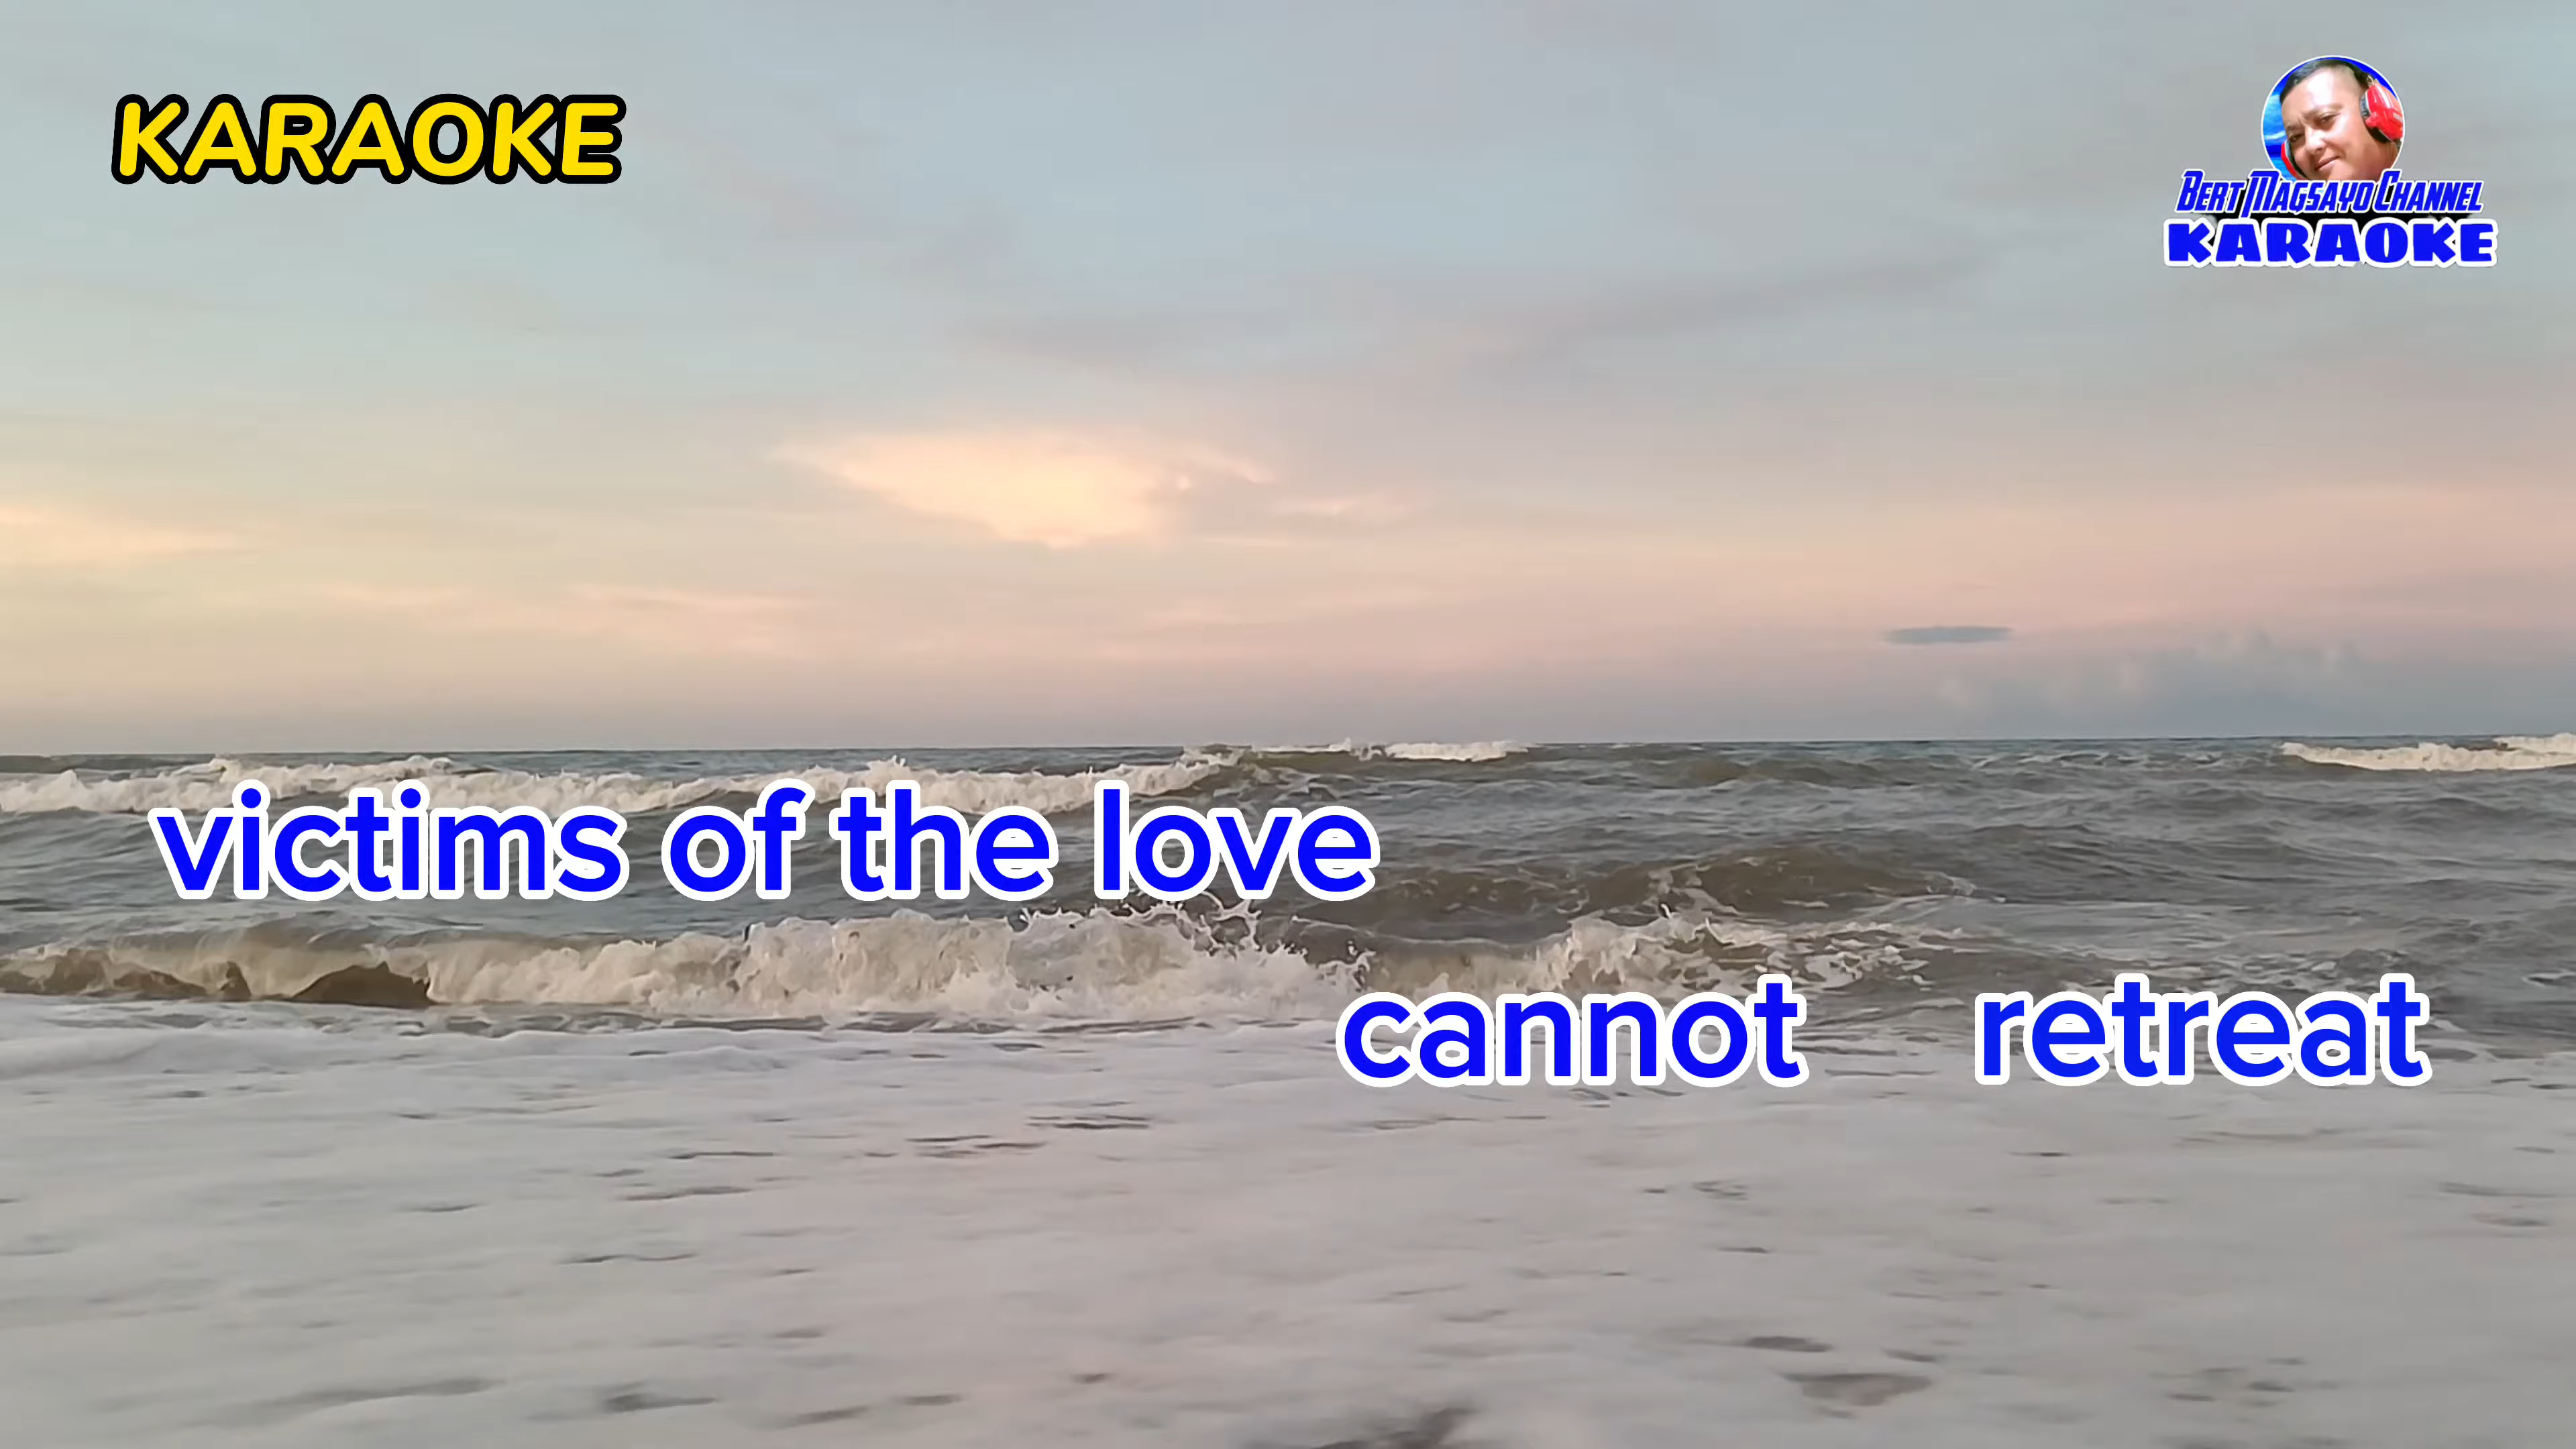 KARAOKE
BERT MAGSAYO CHANNEL
KARAOKE
victims of the love
cannot retreat